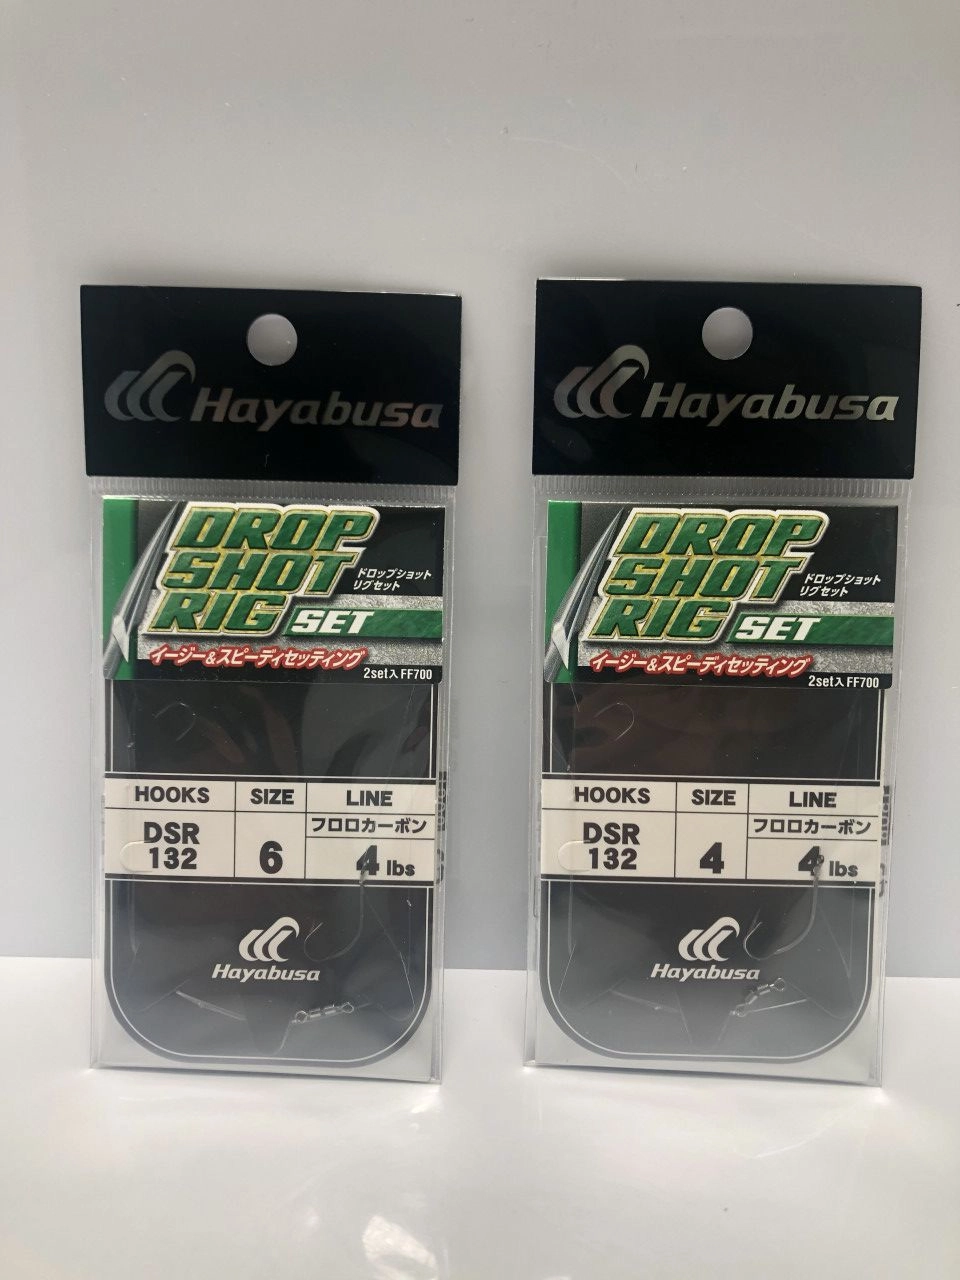 Hayabusa
DROP
SHOT
RIG
SET
ドロップショット
リグセット
イージー&スピーディセッティング
2set入 FF700
HOOKS SIZE LINE
DSR
132
6
フロロカーボン
4 lbs
Hayabusa
Hayabusa
DROP
SHOT
RIG
SET
ドロップショット
リグセット
イージー&スピーディセッティング
2set入 FF700
HOOKS SIZE LINE
DSR
132
4
フロロカーボン
4 lbs
Hayabusa